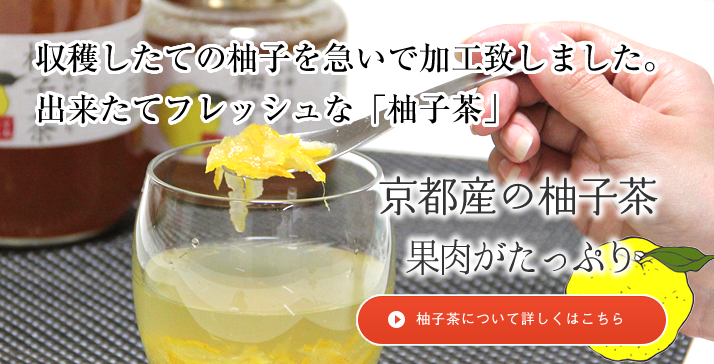 収穫したての柚子を急いで加工致しました。
出来たてフレッシュな「柚子茶」
京都産の柚子茶
果肉がたっぷり
柚子茶について詳しくはこちら